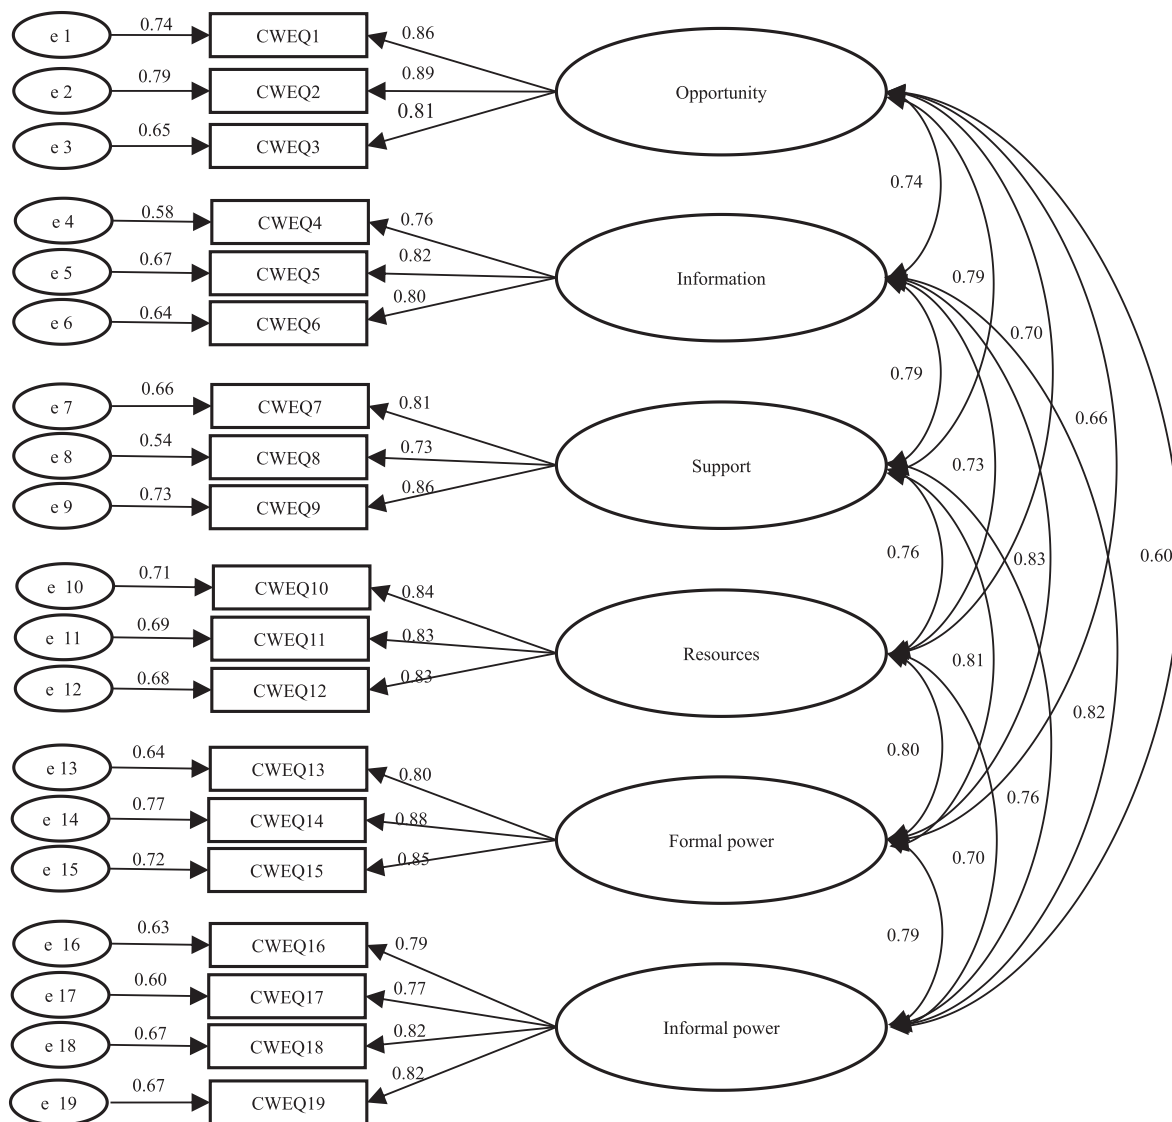 e 1 0.74 CWEQ1 0.86
e 2 0.79 CWEQ2 0.89 Opportunity
e 3 0.65 CWEQ3 0.81
0.74
e 4 0.58 CWEQ4 0.76
e 5 0.67 CWEQ5 0.82 Information 0.79
e 6 0.64 CWEQ6 0.80
0.70
0.79
e 7 0.66 CWEQ7 0.81
0.66
e 8 0.54 CWEQ8 0.73 Support 0.73
e 9 0.73 CWEQ9 0.86
0.76 0.83 0.60
e 10 0.71 CWEQ10 0.84
e 11 0.69 CWEQ11 0.83 Resources 0.81
e 12 0.68 CWEQ12 0.83
0.82
0.80
e 13 0.64 CWEQ13 0.80
0.76
e 14 0.77 CWEQ14 0.88 Formal power
e 15 0.72 CWEQ15 0.85 0.70
e 16 0.63 CWEQ16 0.79 0.79
e 17 0.60 CWEQ17 0.77
e 18 0.67 CWEQ18 0.82 Informal power
e 19 0.67 CWEQ19 0.82